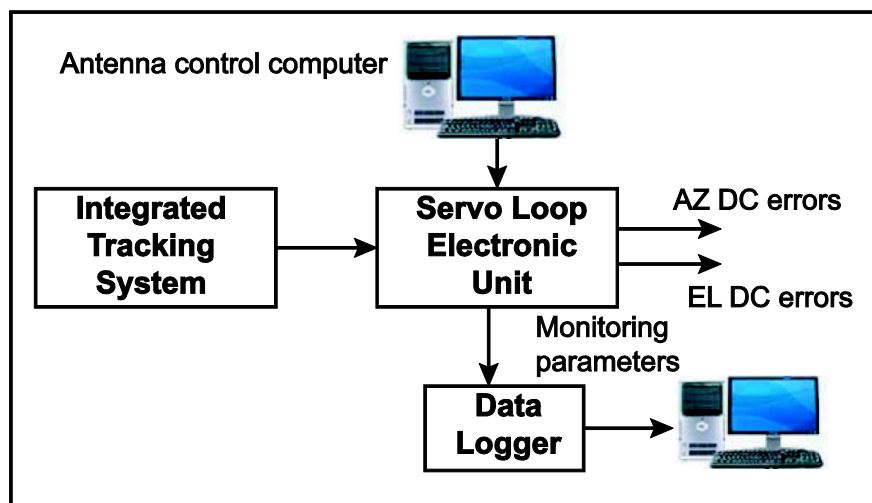 Antenna control computer
Integrated
Tracking
System
Servo Loop
Electronic
Unit
AZ DC errors
EL DC errors
Monitoring
parameters
Data
Logger